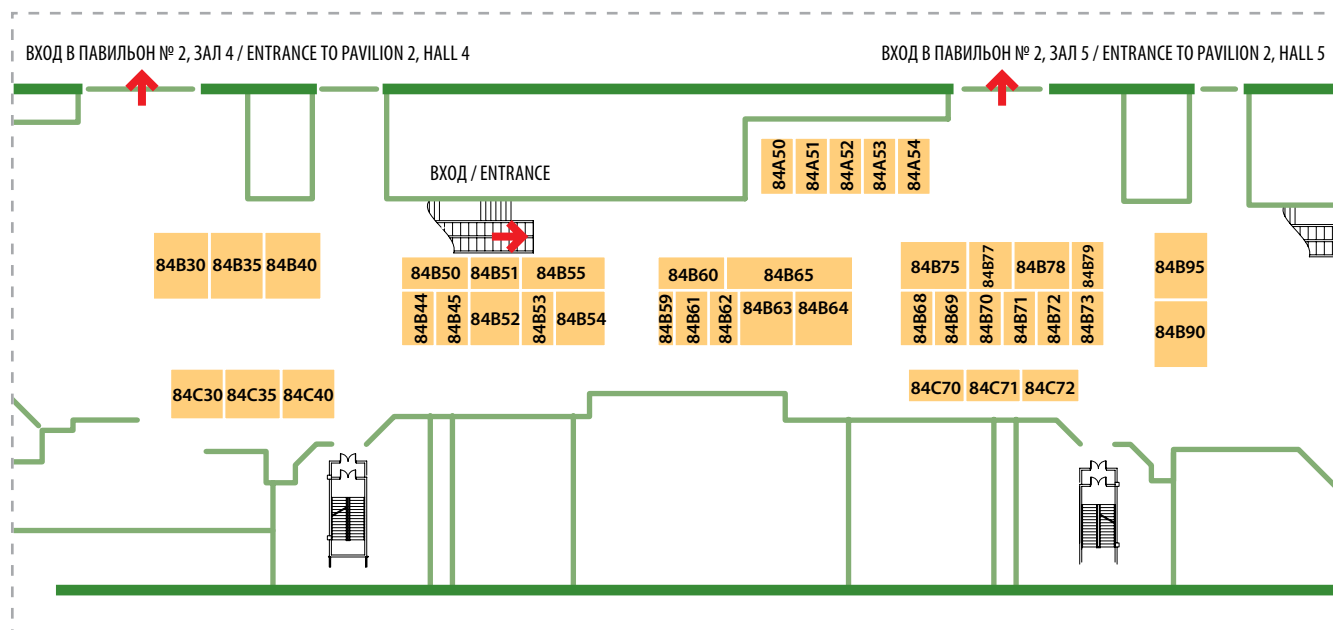 ВХОД В ПАВИЛЬОН № 2, ЗАЛ 4 / ENTRANCE TO PAVILION 2, HALL 4
ВХОД В ПАВИЛЬОН № 2, ЗАЛ 5 / ENTRANCE TO PAVILION 2, HALL 5
ВХОД / ENTRANCE
84A50
84A51
84A52
84A53
84A54
84B30
84B35
84B40
84B50
84B51
84B55
84B44
84B45
84B52
84B53
84B54
84B60
84B65
84B59
84B61
84B62
84B63
84B64
84B75
84B77
84B78
84B79
84B68
84B69
84B70
84B71
84B72
84B73
84B95
84B90
84C30
84C35
84C40
84C70
84C71
84C72